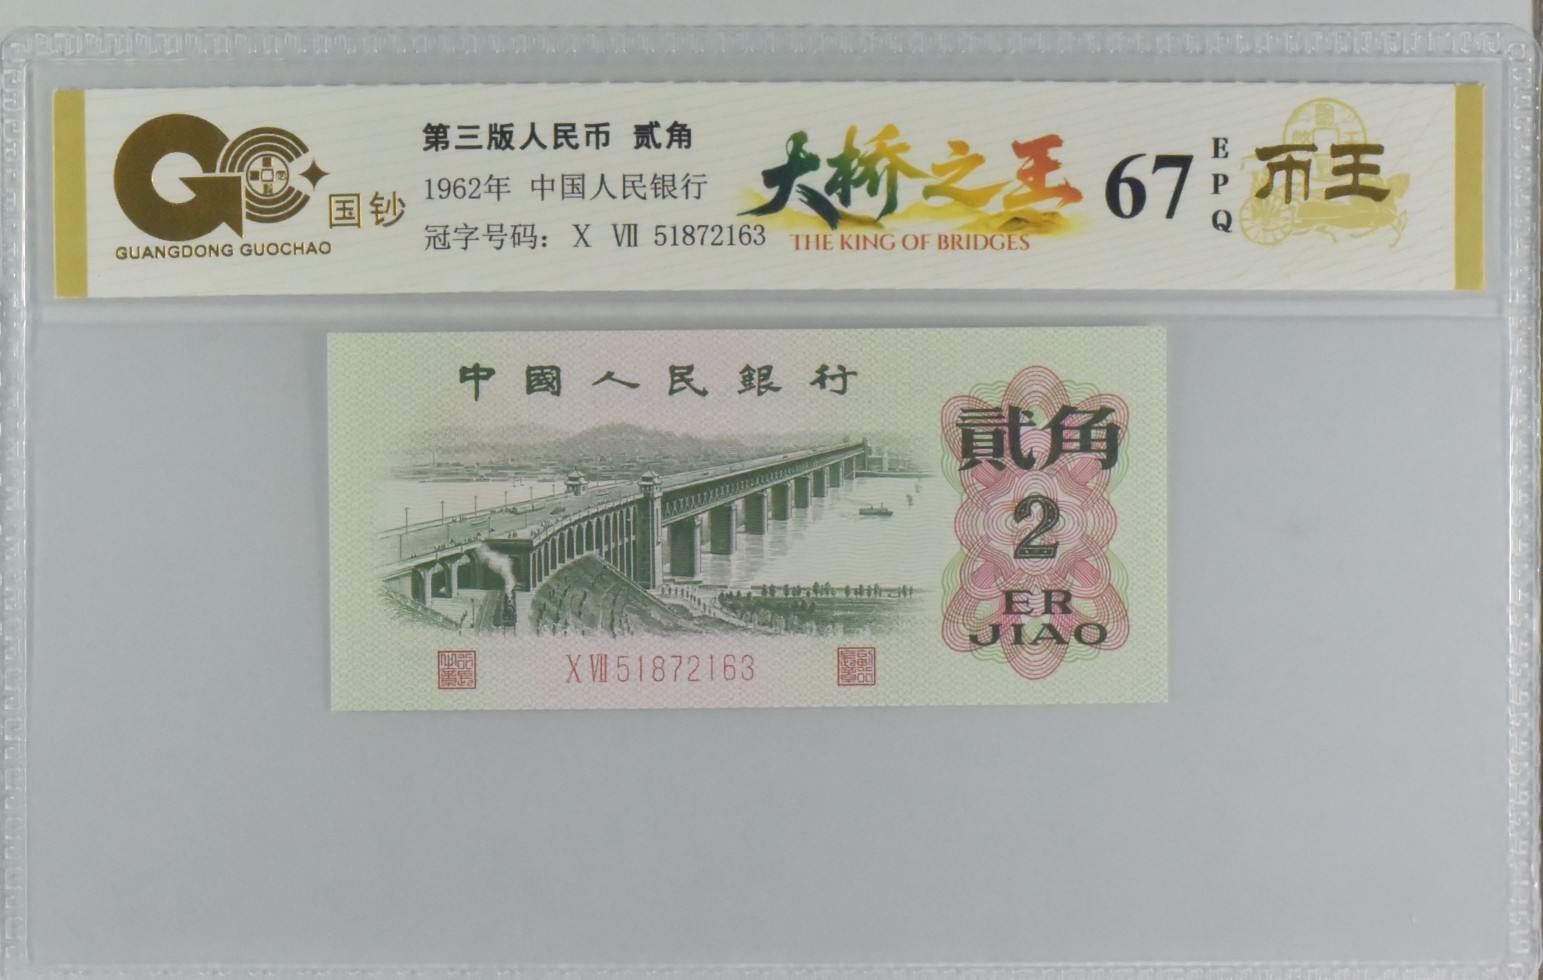 GC 国钞
GUANGDONG GUOCHAO
第三版人民币 贰角
1962年 中国人民银行
冠字号码: X Ⅶ 51872163
大桥之王
THE KING OF BRIDGES
67
EPQ
币王
中國人民銀行
貳角
2
ER
JIAO
X Ⅶ 51872163